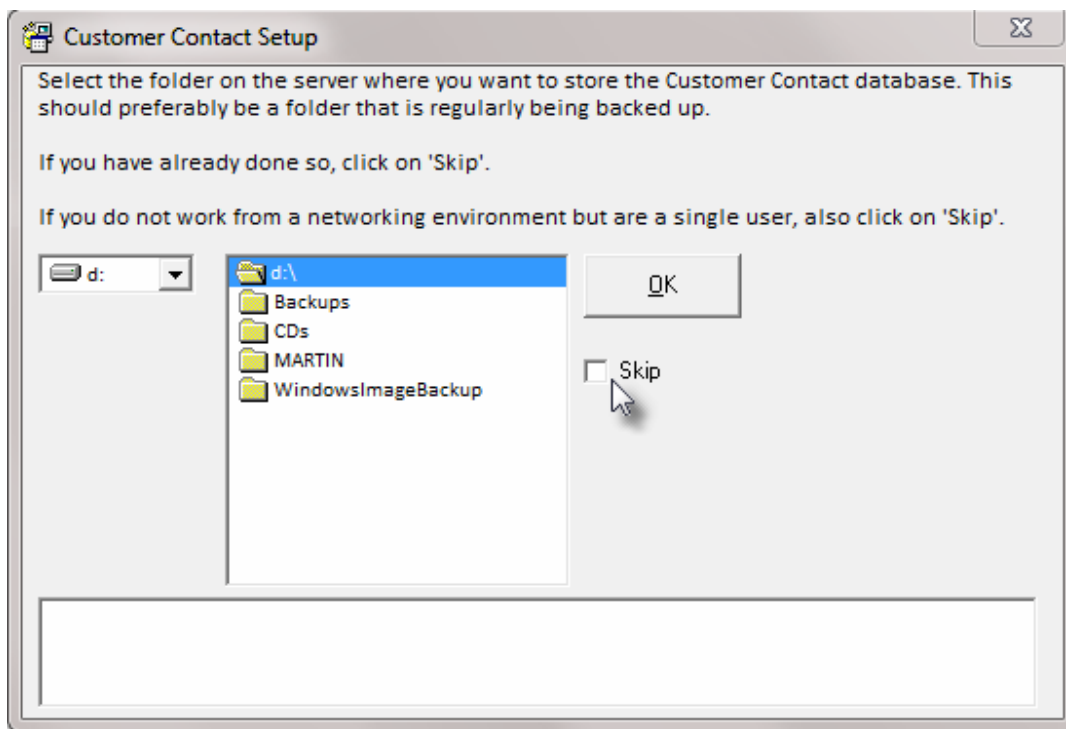 Customer Contact Setup
Select the folder on the server where you want to store the Customer Contact database. This
should preferably be a folder that is regularly being backed up.
If you have already done so, click on 'Skip'.
If you do not work from a networking environment but are a single user, also click on 'Skip'.
d:
d:\
Backups
CDs
MARTIN
WindowsImageBackup
OK
Skip